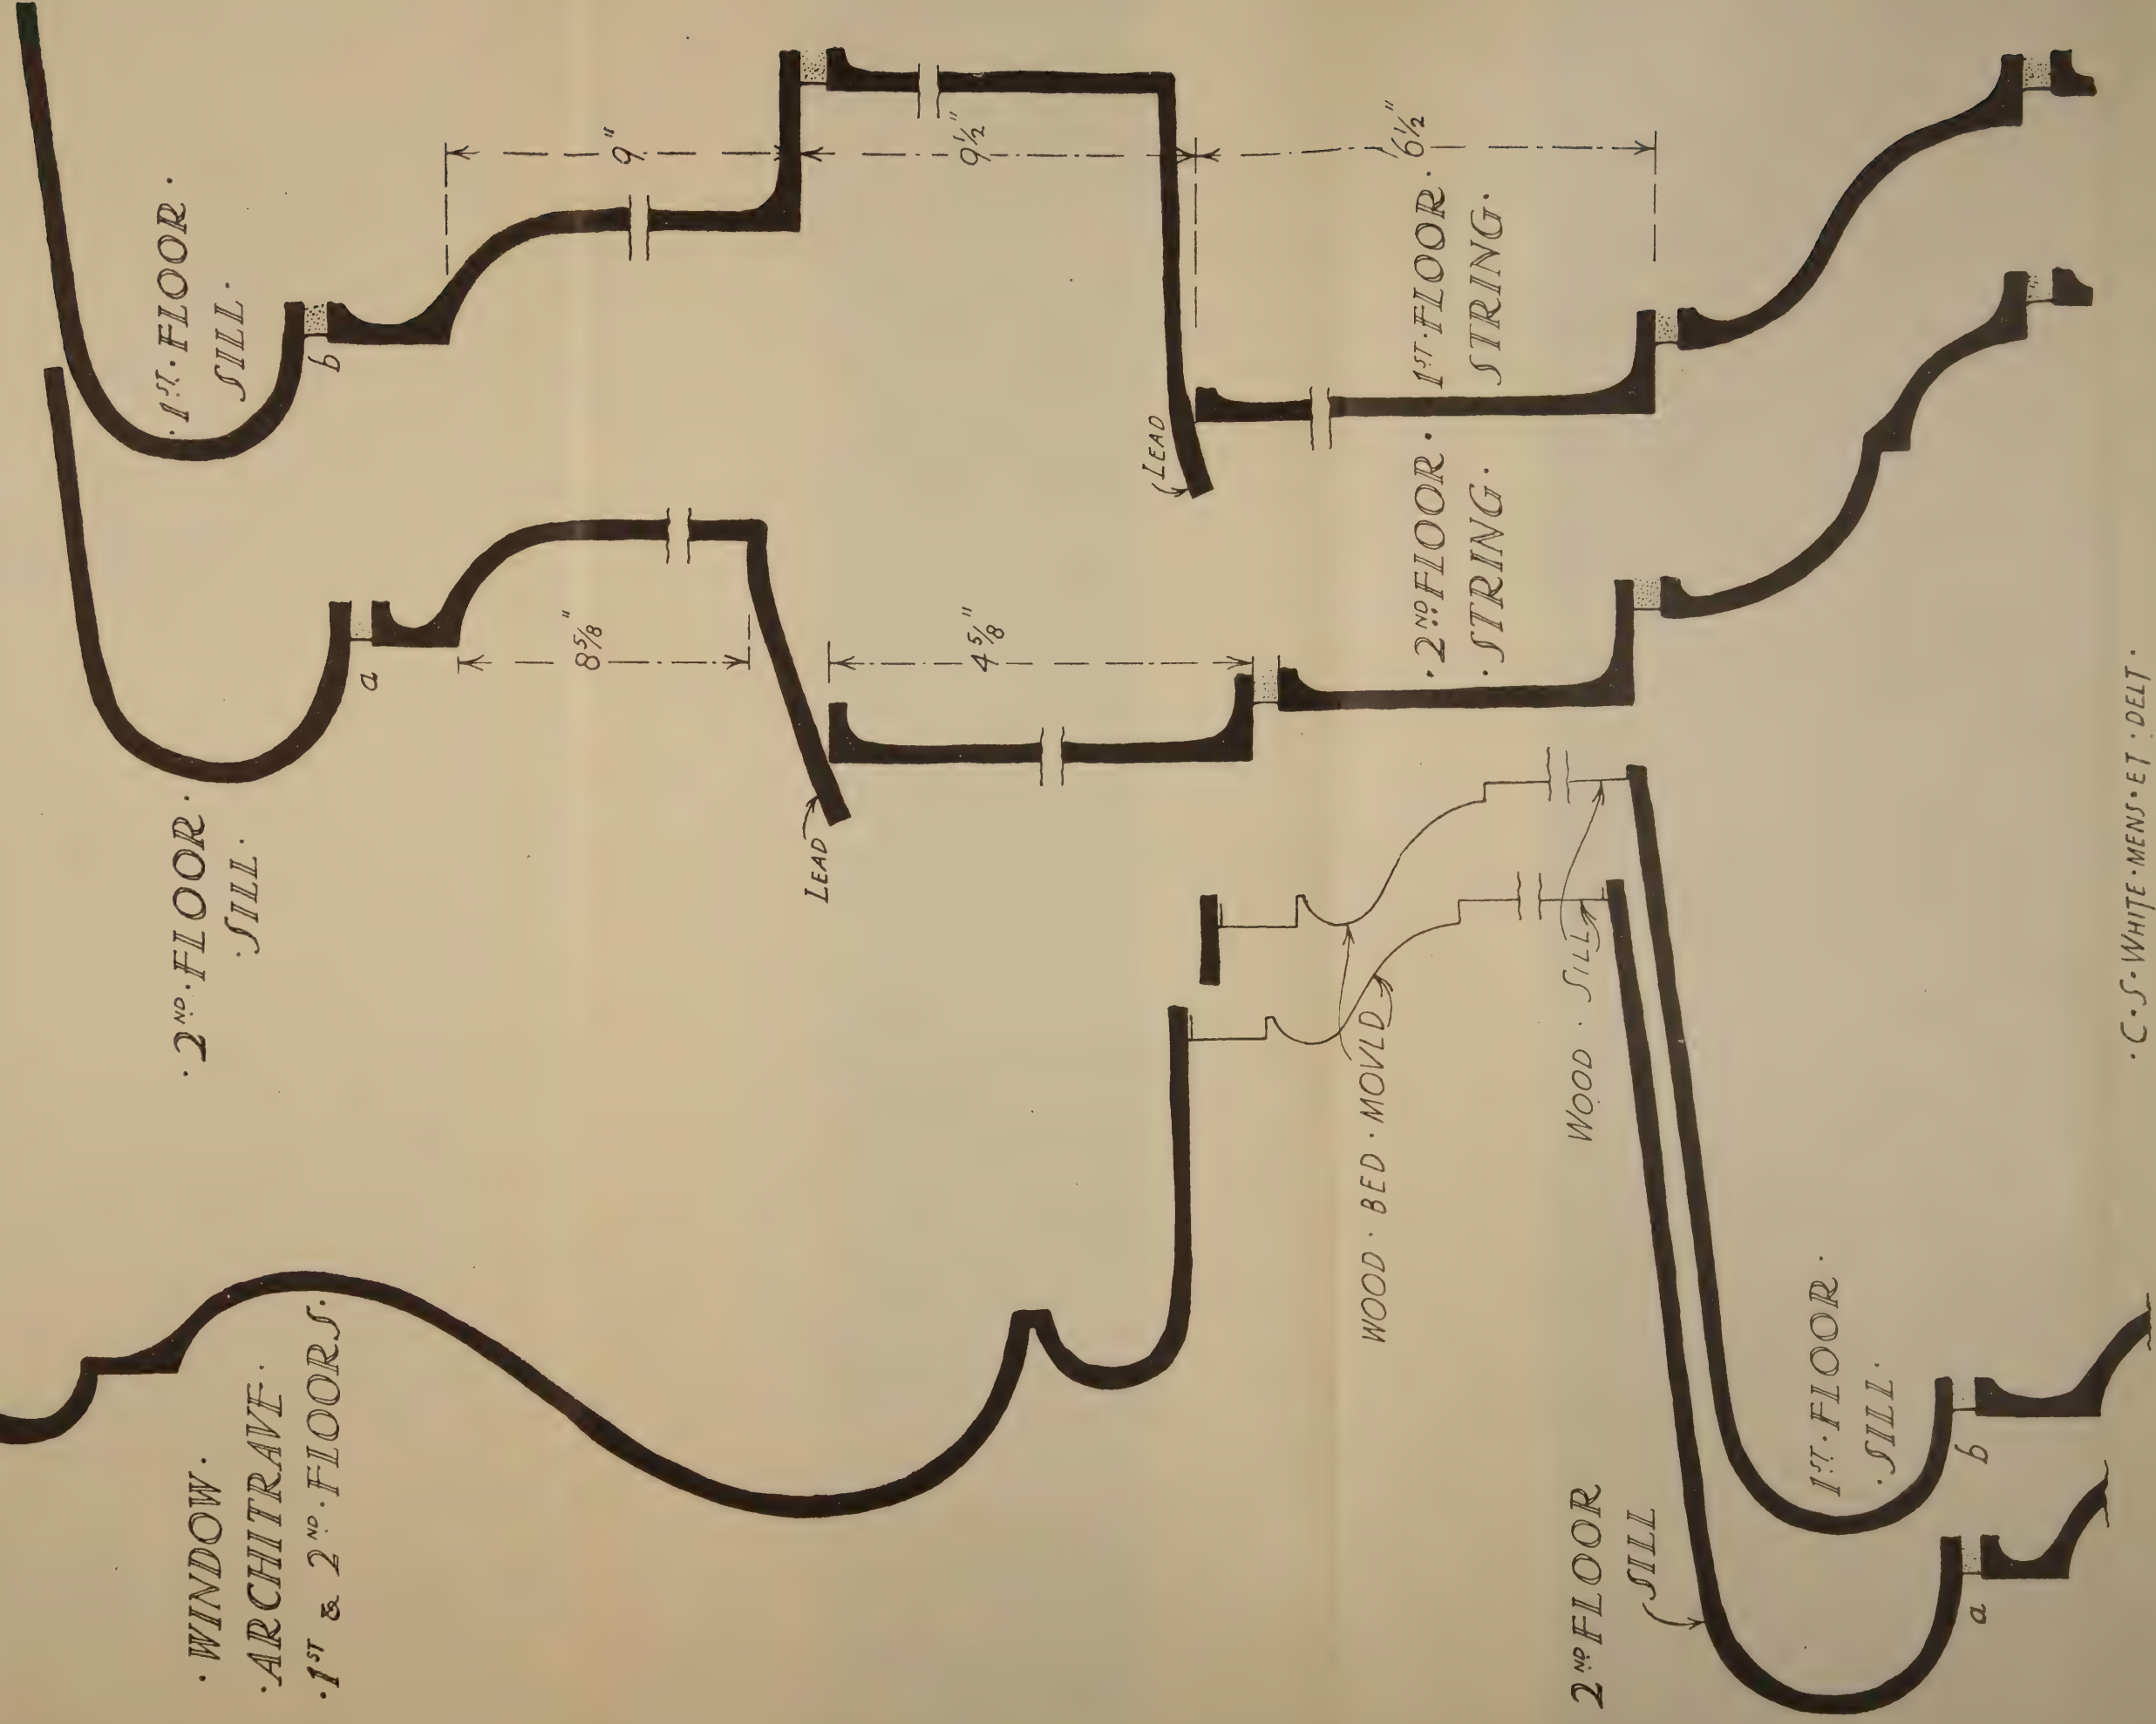 ·1ST·FLOOR·
SILL·
b
9"
9½"
6½"
·1ST·FLOOR·
STRING·
LEAD
·2ND·FLOOR·
·SILL·
a
8⅝"
LEAD
4⅝"
·2ND·FLOOR·
·STRING·
·WINDOW·
·ARCHITRAVE·
·1ST & 2ND·FLOORS·
WOOD·BED·MOVLD
WOOD·SILL
2ND FLOOR
SILL
a
1ST·FLOOR·
·SILL·
b
·C·S·WHITE·MENS·ET·DELT·